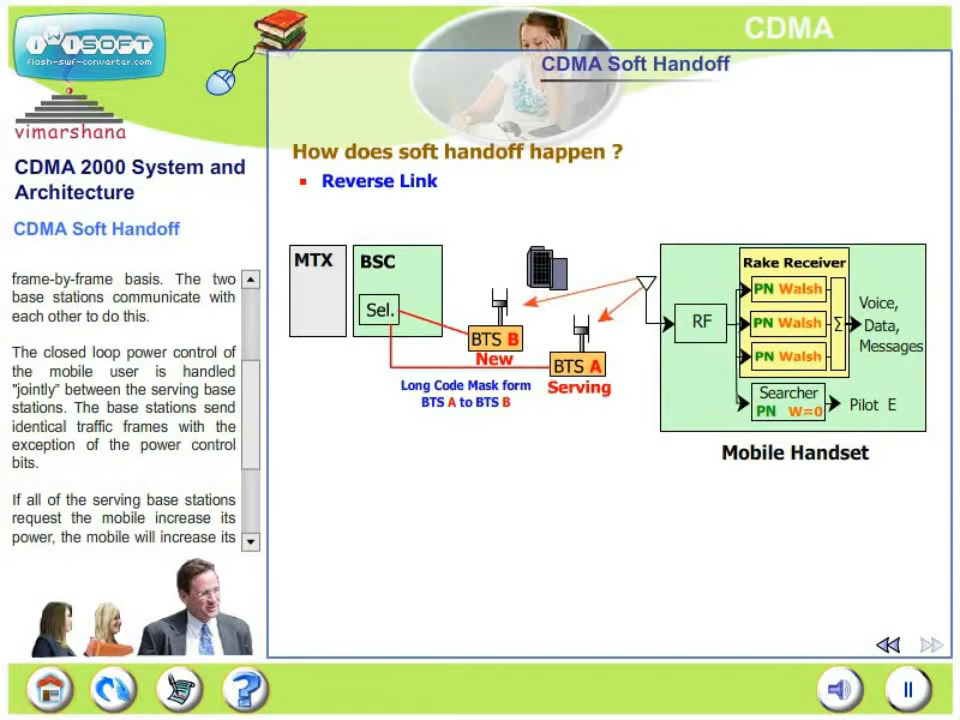 iWiSOFT
flash-swf-converter.com
vimarshana
CDMA
CDMA 2000 System and
Architecture
CDMA Soft Handoff
frame-by-frame basis. The two
base stations communicate with
each other to do this.
The closed loop power control of
the mobile user is handled
"jointly" between the serving base
stations. The base stations send
identical traffic frames with the
exception of the power control
bits.
If all of the serving base stations
request the mobile increase its
power, the mobile will increase its
CDMA Soft Handoff
How does soft handoff happen ?
Reverse Link
MTX
BSC
Sel.
BTS B
New
BTS A
Serving
Long Code Mask form
BTS A to BTS B
RF
Rake Receiver
PN Walsh
PN Walsh
PN Walsh
Σ
Voice,
Data,
Messages
Searcher
PN W=0
Pilot E
Mobile Handset